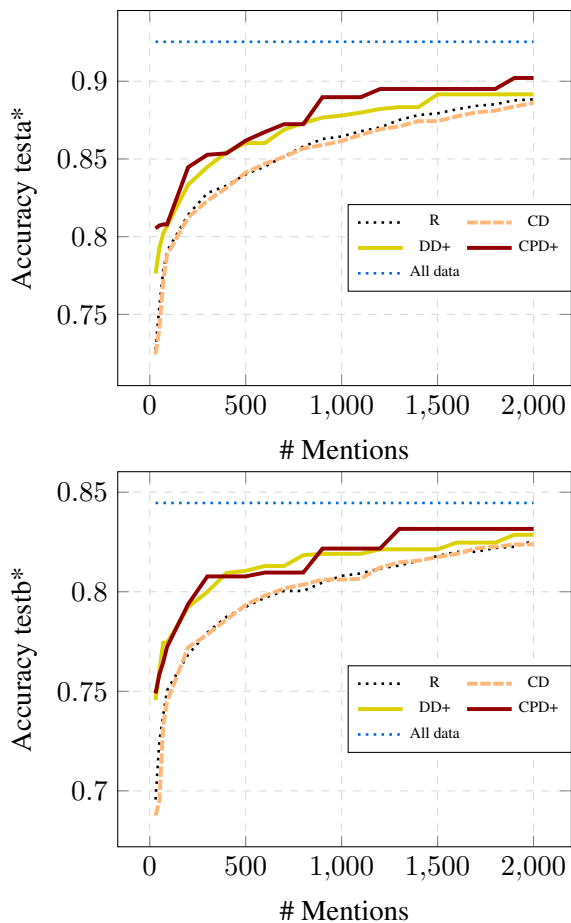 Accuracy testa*
0.9
0.85
0.8
0.75
R CD
DD+ CPD+
All data
0 500 1,000 1,500 2,000
# Mentions
Accuracy testb*
0.85
0.8
0.75
0.7
R CD
DD+ CPD+
All data
0 500 1,000 1,500 2,000
# Mentions